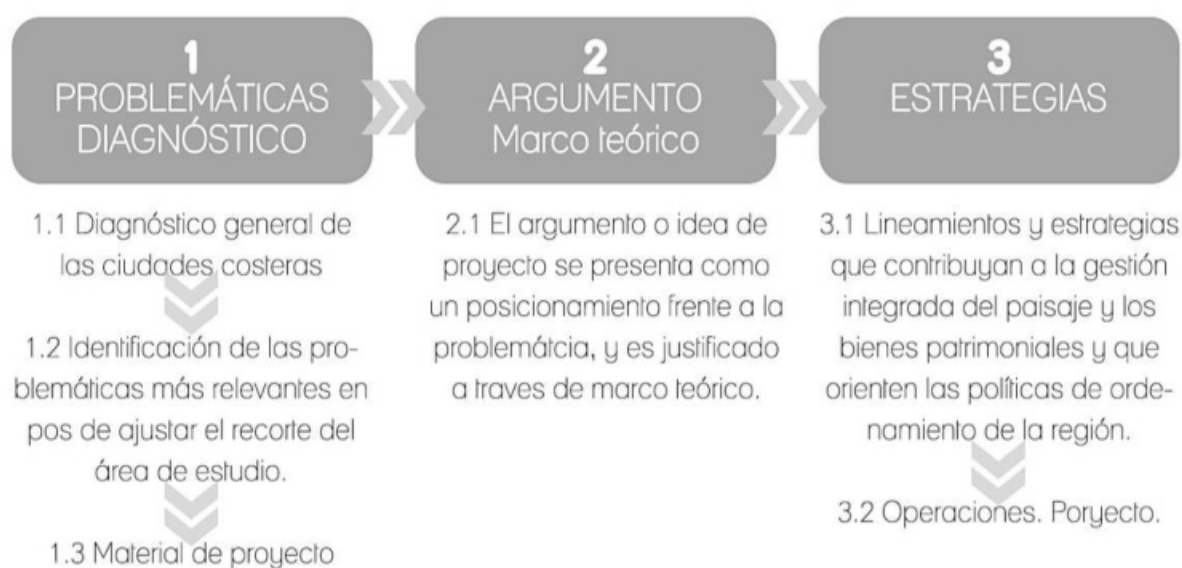 1
PROBLEMÁTICAS
DIAGNÓSTICO
1.1 Diagnóstico general de
las ciudades costeras
1.2 Identificación de las pro-
blemáticas más relevantes en
pos de ajustar el recorte del
área de estudio.
1.3 Material de proyecto
2
ARGUMENTO
Marco teórico
2.1 El argumento o idea de
proyecto se presenta como
un posicionamiento frente a la
problemátcia, y es justificado
a traves de marco teórico.
3
ESTRATEGIAS
3.1 Lineamientos y estrategias
que contribuyan a la gestión
integrada del paisaje y los
bienes patrimoniales y que
orienten las políticas de orde-
namiento de la región.
3.2 Operaciones. Poryecto.